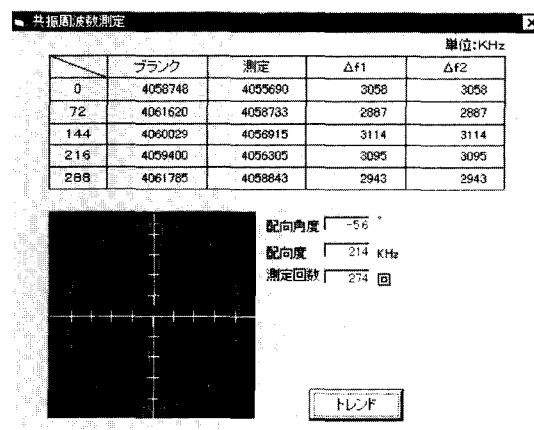 共振周波数測定
単位:KHz
ブランク 測定 Δf1 Δf2
0 4058748 4055690 3058 3058
72 4061620 4058733 2887 2887
144 4060029 4056915 3114 3114
216 4059400 4056305 3095 3095
288 4061785 4058843 2943 2943
配向角度 -56 °
配向度 214 KHz
測定回数 274 回
トレンド